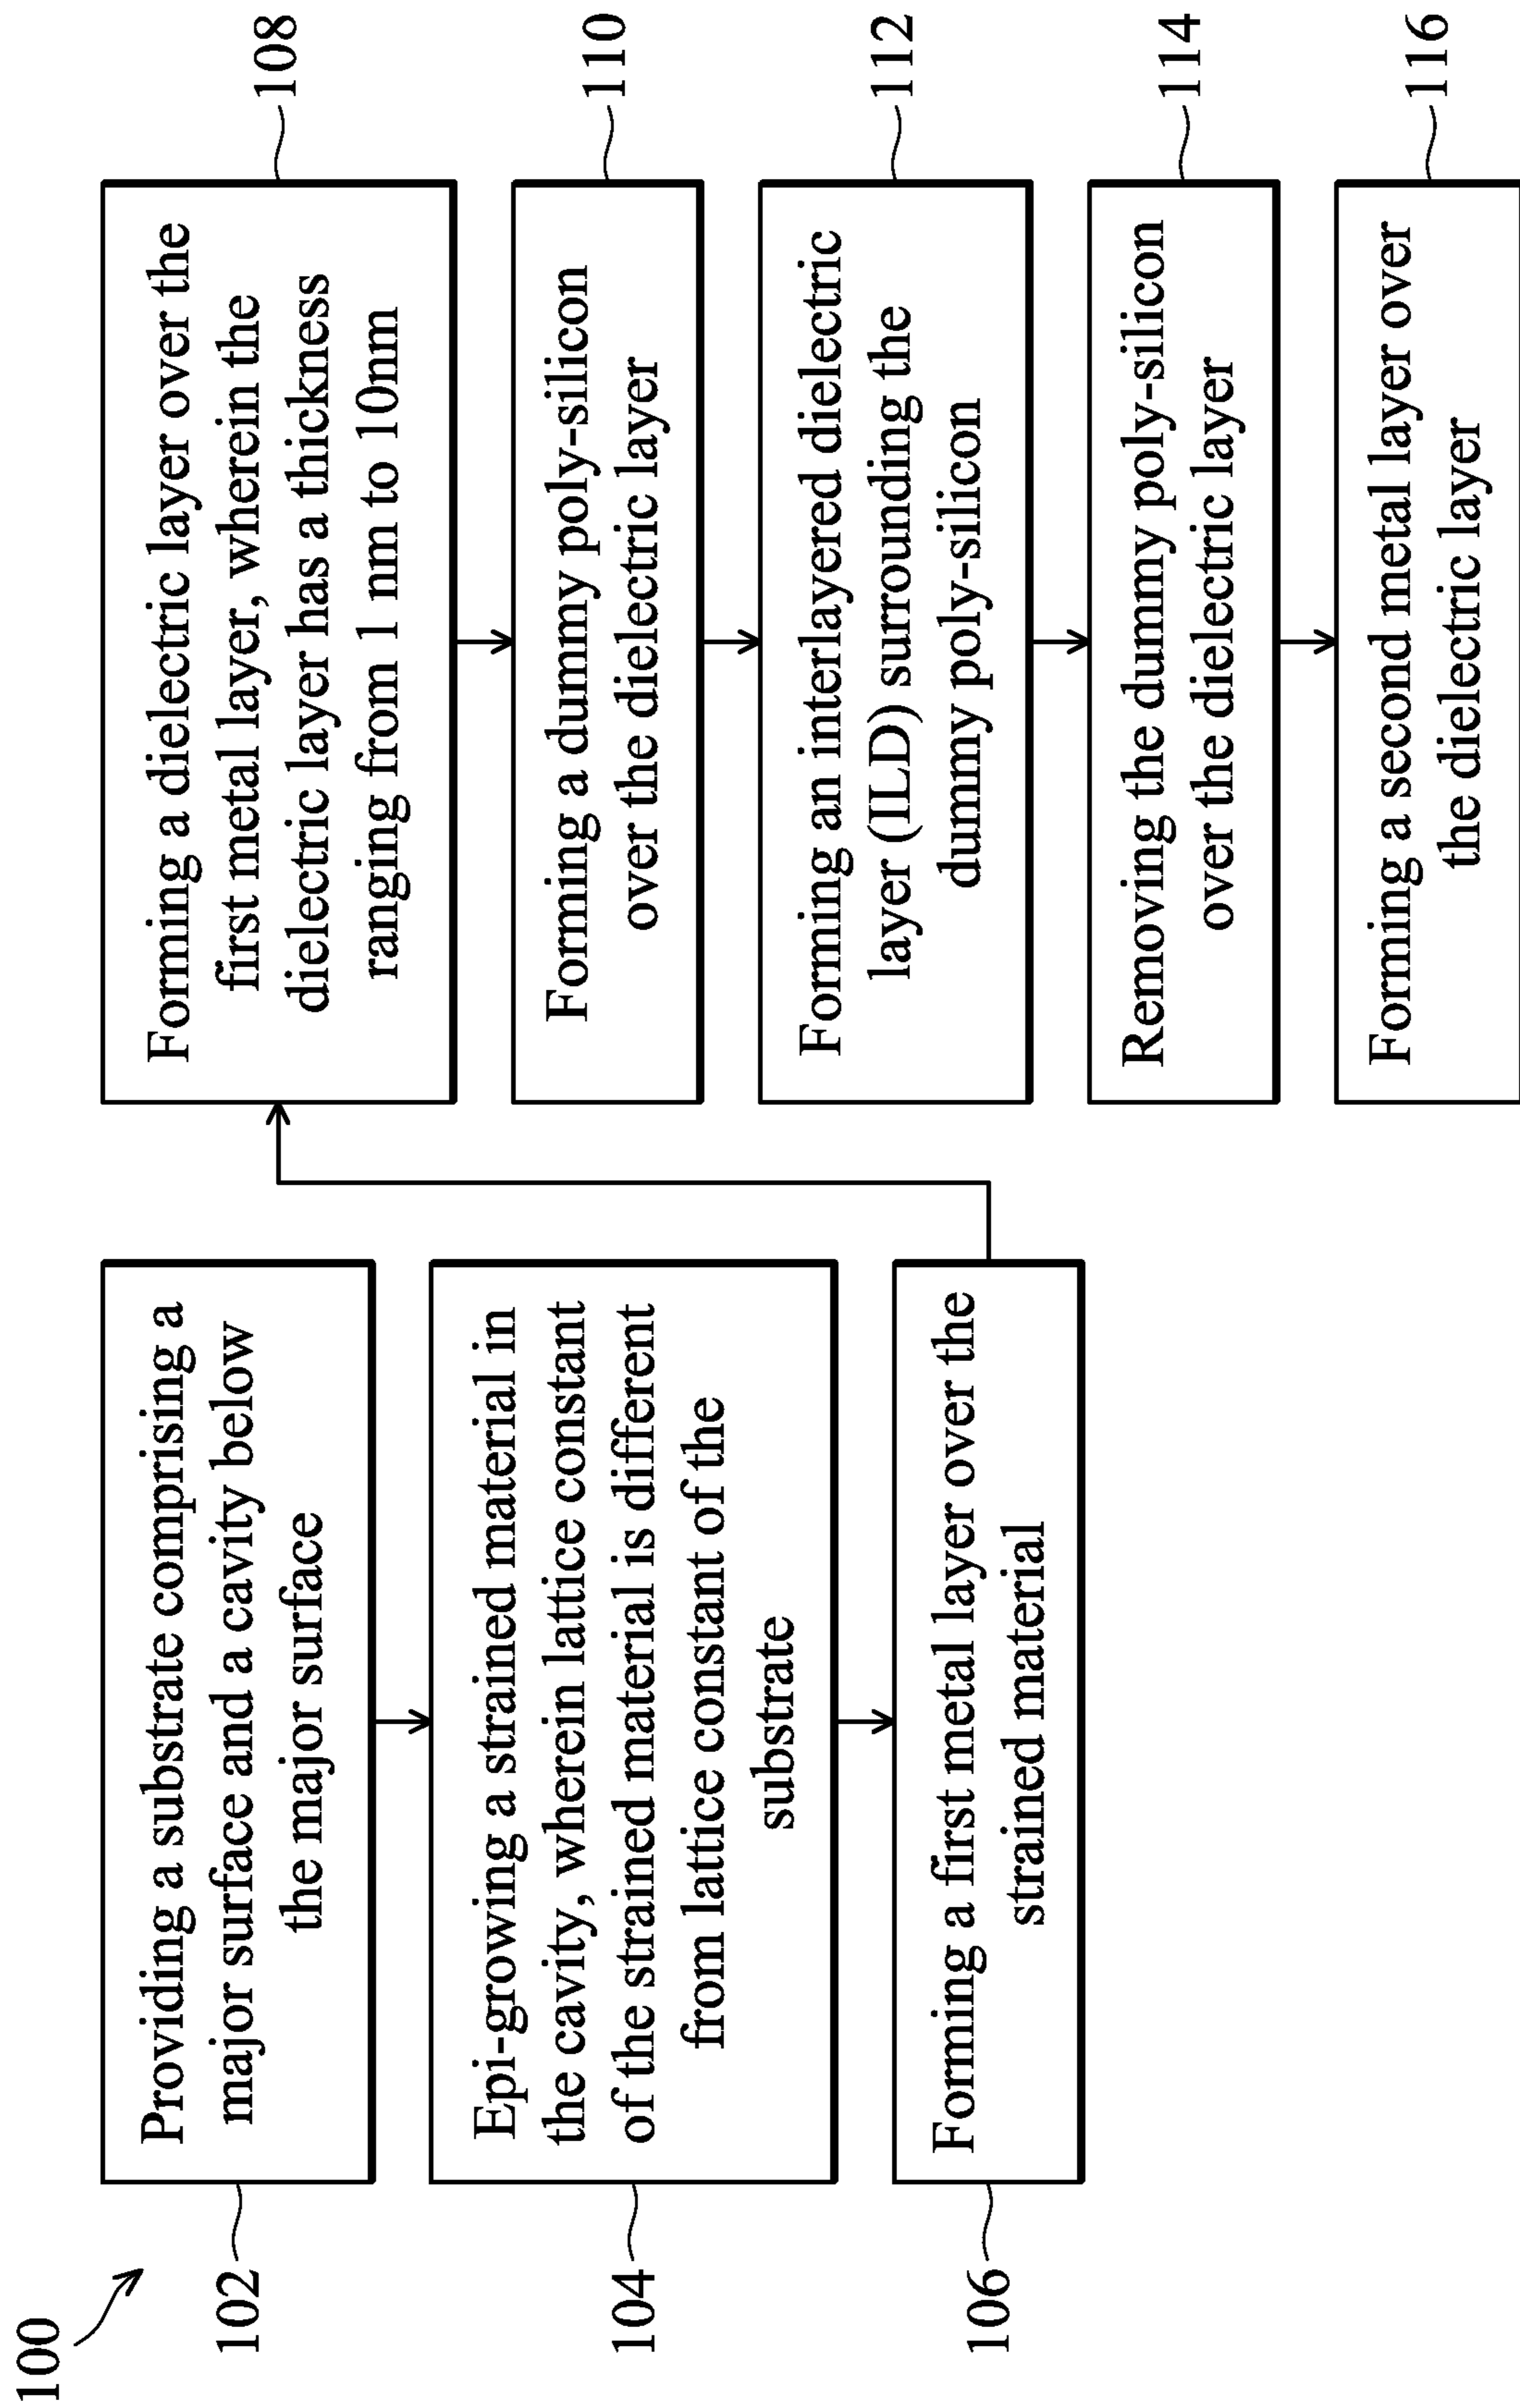 100
102
Providing a substrate comprising a
major surface and a cavity below
the major surface
104
Epi-growing a strained material in
the cavity, wherein lattice constant
of the strained material is different
from lattice constant of the
substrate
106
Forming a first metal layer over the
strained material
Forming a dielectric layer over the
first metal layer, wherein the
dielectric layer has a thickness
ranging from 1 nm to 10nm
108
Forming a dummy poly-silicon
over the dielectric layer
110
Forming an interlayered dielectric
layer (ILD) surrounding the
dummy poly-silicon
112
Removing the dummy poly-silicon
over the dielectric layer
114
Forming a second metal layer over
the dielectric layer
116